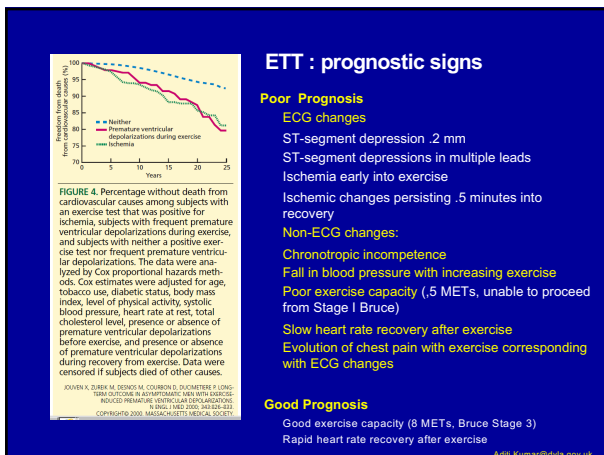 ETT : prognostic signs
100
95
90
85
80
75
70
Freedom from death
from cardiovascular causes (%)
Neither
Premature ventricular
depolarizations during exercise
Ischemia
0 5 10 15 20 25
Years
FIGURE 4. Percentage without death from
cardiovascular causes among subjects with
an exercise test that was positive for
ischemia, subjects with frequent premature
ventricular depolarizations during exercise,
and subjects with neither a positive exer-
cise test nor frequent premature ventricu-
lar depolarizations. The data were ana-
lyzed by Cox proportional hazards meth-
ods. Cox estimates were adjusted for age,
tobacco use, diabetic status, body mass
index, level of physical activity, systolic
blood pressure, heart rate at rest, total
cholesterol level, presence or absence of
premature ventricular depolarizations
before exercise, and presence or absence
of premature ventricular depolarizations
during recovery from exercise. Data were
censored if subjects died of other causes.
JOUVEN X, ZUREIK M, DESNOS M, COURBON D, DUCIMETIERE P. LONG-
TERM OUTCOME IN ASYMPTOMATIC MEN WITH EXERCISE-
INDUCED PREMATURE VENTRICULAR DEPOLARIZATIONS.
N ENGL J MED 2000; 343:826–833.
COPYRIGHT© 2000. MASSACHUSETTS MEDICAL SOCIETY.
Poor Prognosis
ECG changes
ST-segment depression .2 mm
ST-segment depressions in multiple leads
Ischemia early into exercise
Ischemic changes persisting .5 minutes into
recovery
Non-ECG changes:
Chronotropic incompetence
Fall in blood pressure with increasing exercise
Poor exercise capacity (,5 METs, unable to proceed
from Stage I Bruce)
Slow heart rate recovery after exercise
Evolution of chest pain with exercise corresponding
with ECG changes
Good Prognosis
Good exercise capacity (8 METs, Bruce Stage 3)
Rapid heart rate recovery after exercise
Aditi.Kumar@dvla.gov.uk